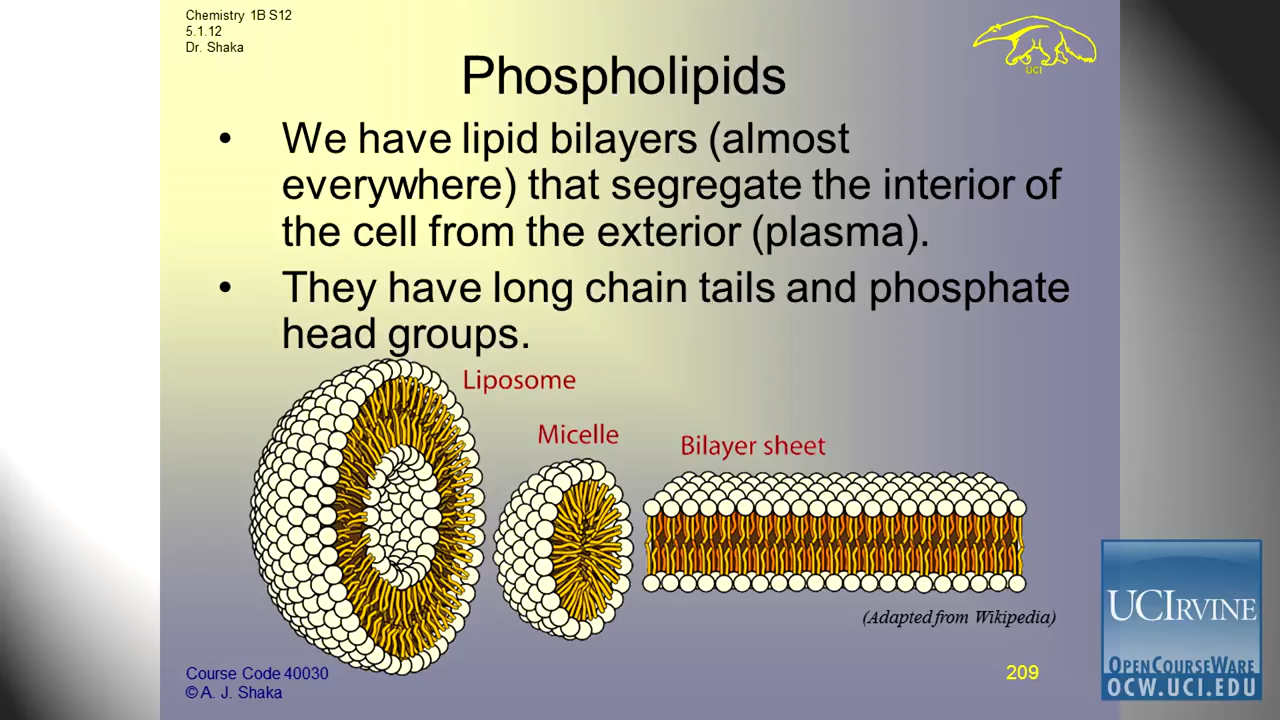 Chemistry 1B S12
5.1.12
Dr. Shaka
UCI
Phospholipids
• We have lipid bilayers (almost
everywhere) that segregate the interior of
the cell from the exterior (plasma).
• They have long chain tails and phosphate
head groups.
Liposome
Micelle
Bilayer sheet
(Adapted from Wikipedia)
Course Code 40030
© A. J. Shaka
209
UCIRVINE
OPENCOURSEWARE
OCW.UCI.EDU